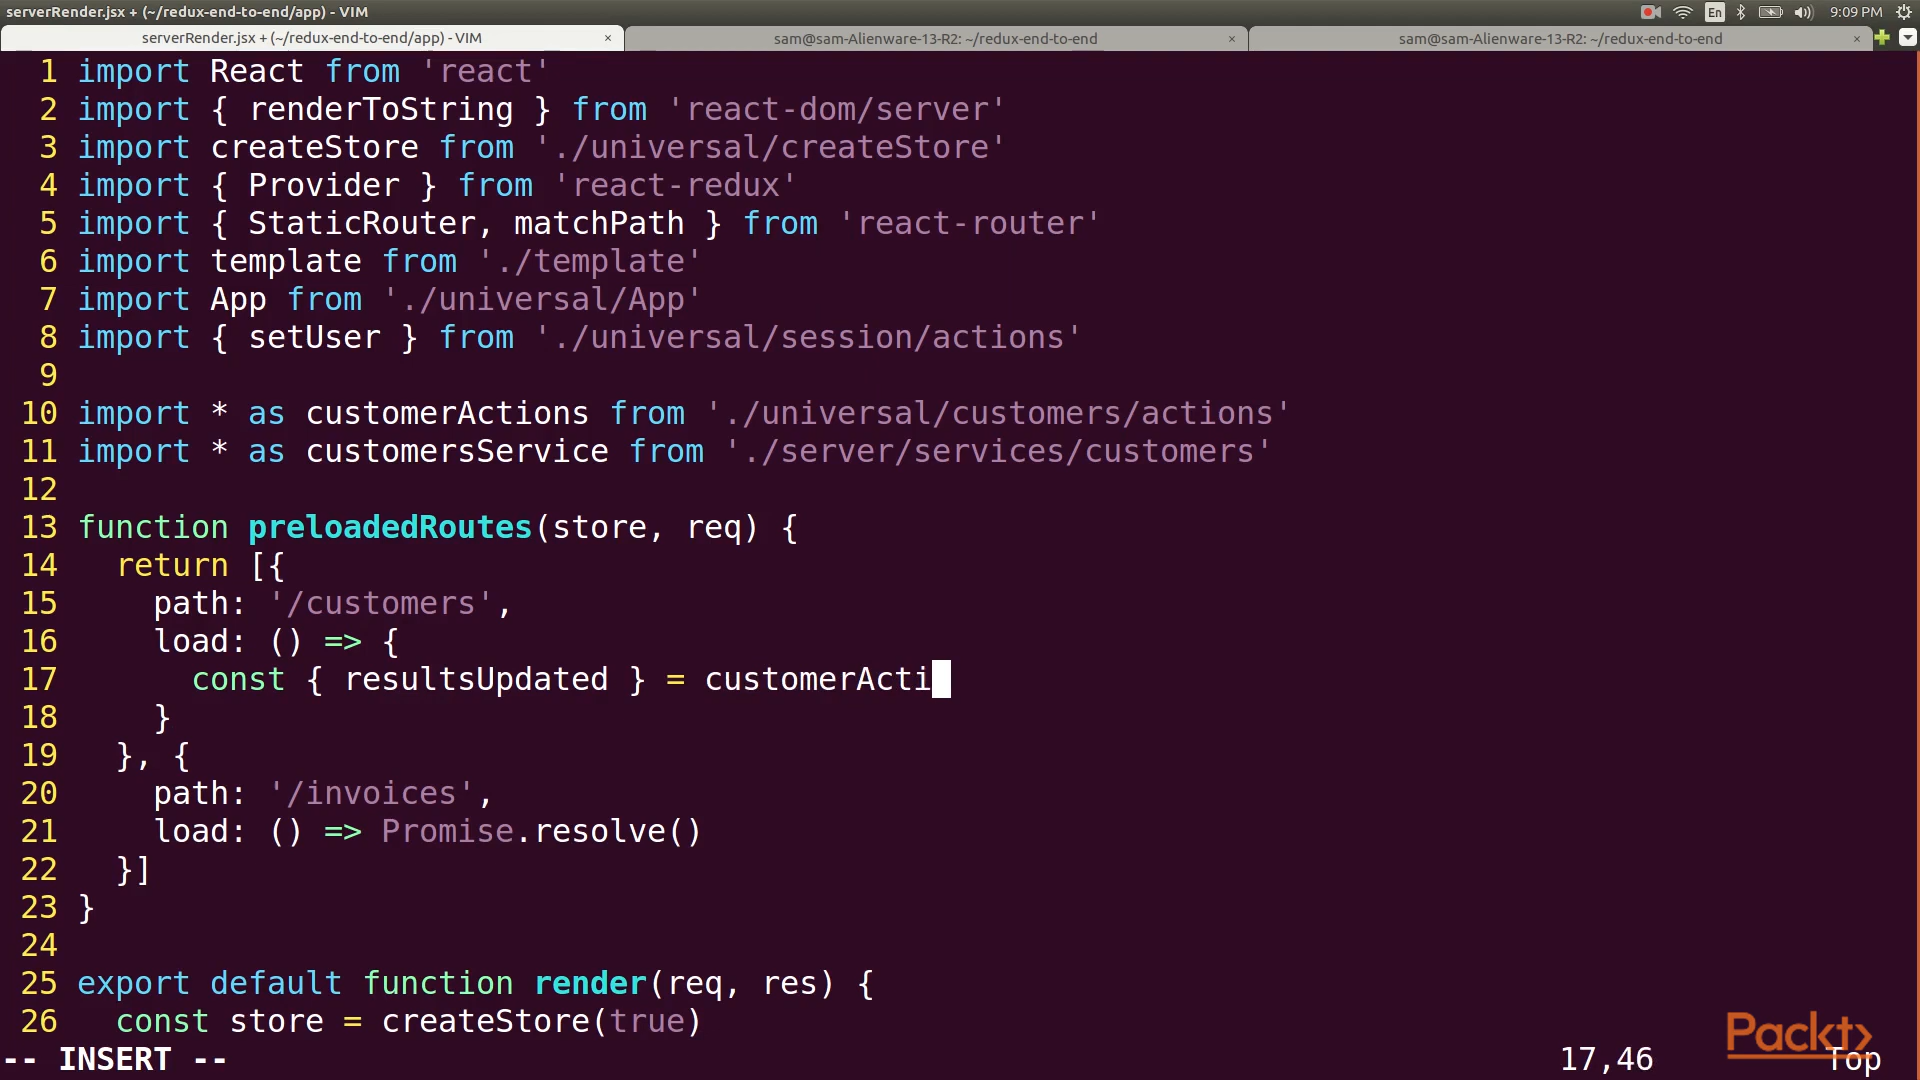 serverRender.jsx + (~/redux-end-to-end/app) - VIM
En
9:09 PM
serverRender.jsx + (~/redux-end-to-end/app) - VIM ×
sam@sam-Alienware-13-R2: ~/redux-end-to-end ×
sam@sam-Alienware-13-R2: ~/redux-end-to-end ×
1 import React from 'react'
2 import { renderToString } from 'react-dom/server'
3 import createStore from './universal/createStore'
4 import { Provider } from 'react-redux'
5 import { StaticRouter, matchPath } from 'react-router'
6 import template from './template'
7 import App from './universal/App'
8 import { setUser } from './universal/session/actions'
9
10 import * as customerActions from './universal/customers/actions'
11 import * as customersService from './server/services/customers'
12
13 function preloadedRoutes(store, req) {
14   return [{
15     path: '/customers',
16     load: () => {
17       const { resultsUpdated } = customerActi
18     }
19   }, {
20     path: '/invoices',
21     load: () => Promise.resolve()
22   }]
23 }
24
25 export default function render(req, res) {
26   const store = createStore(true)
-- INSERT --
17,46
Top
Packt>